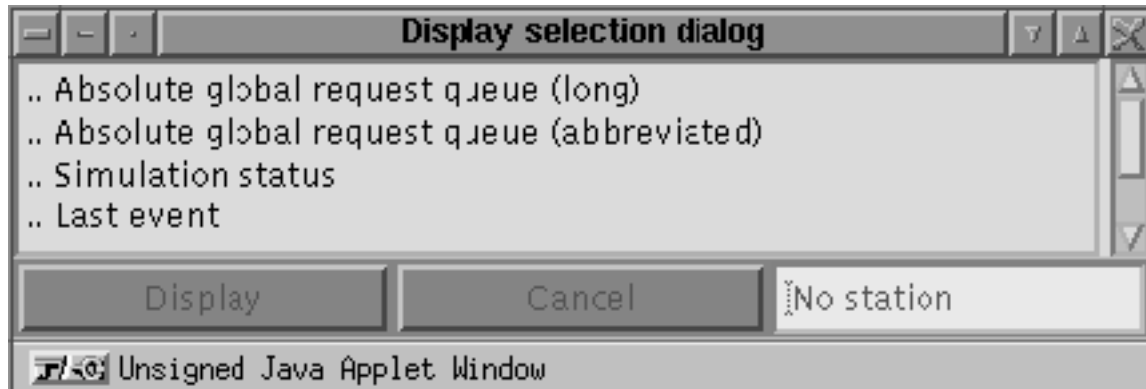 Display selection dialog
.. Absolute global request queue (long)
.. Absolute global request queue (abbreviated)
.. Simulation status
.. Last event
Display
Cancel
No station
Unsigned Java Applet Window